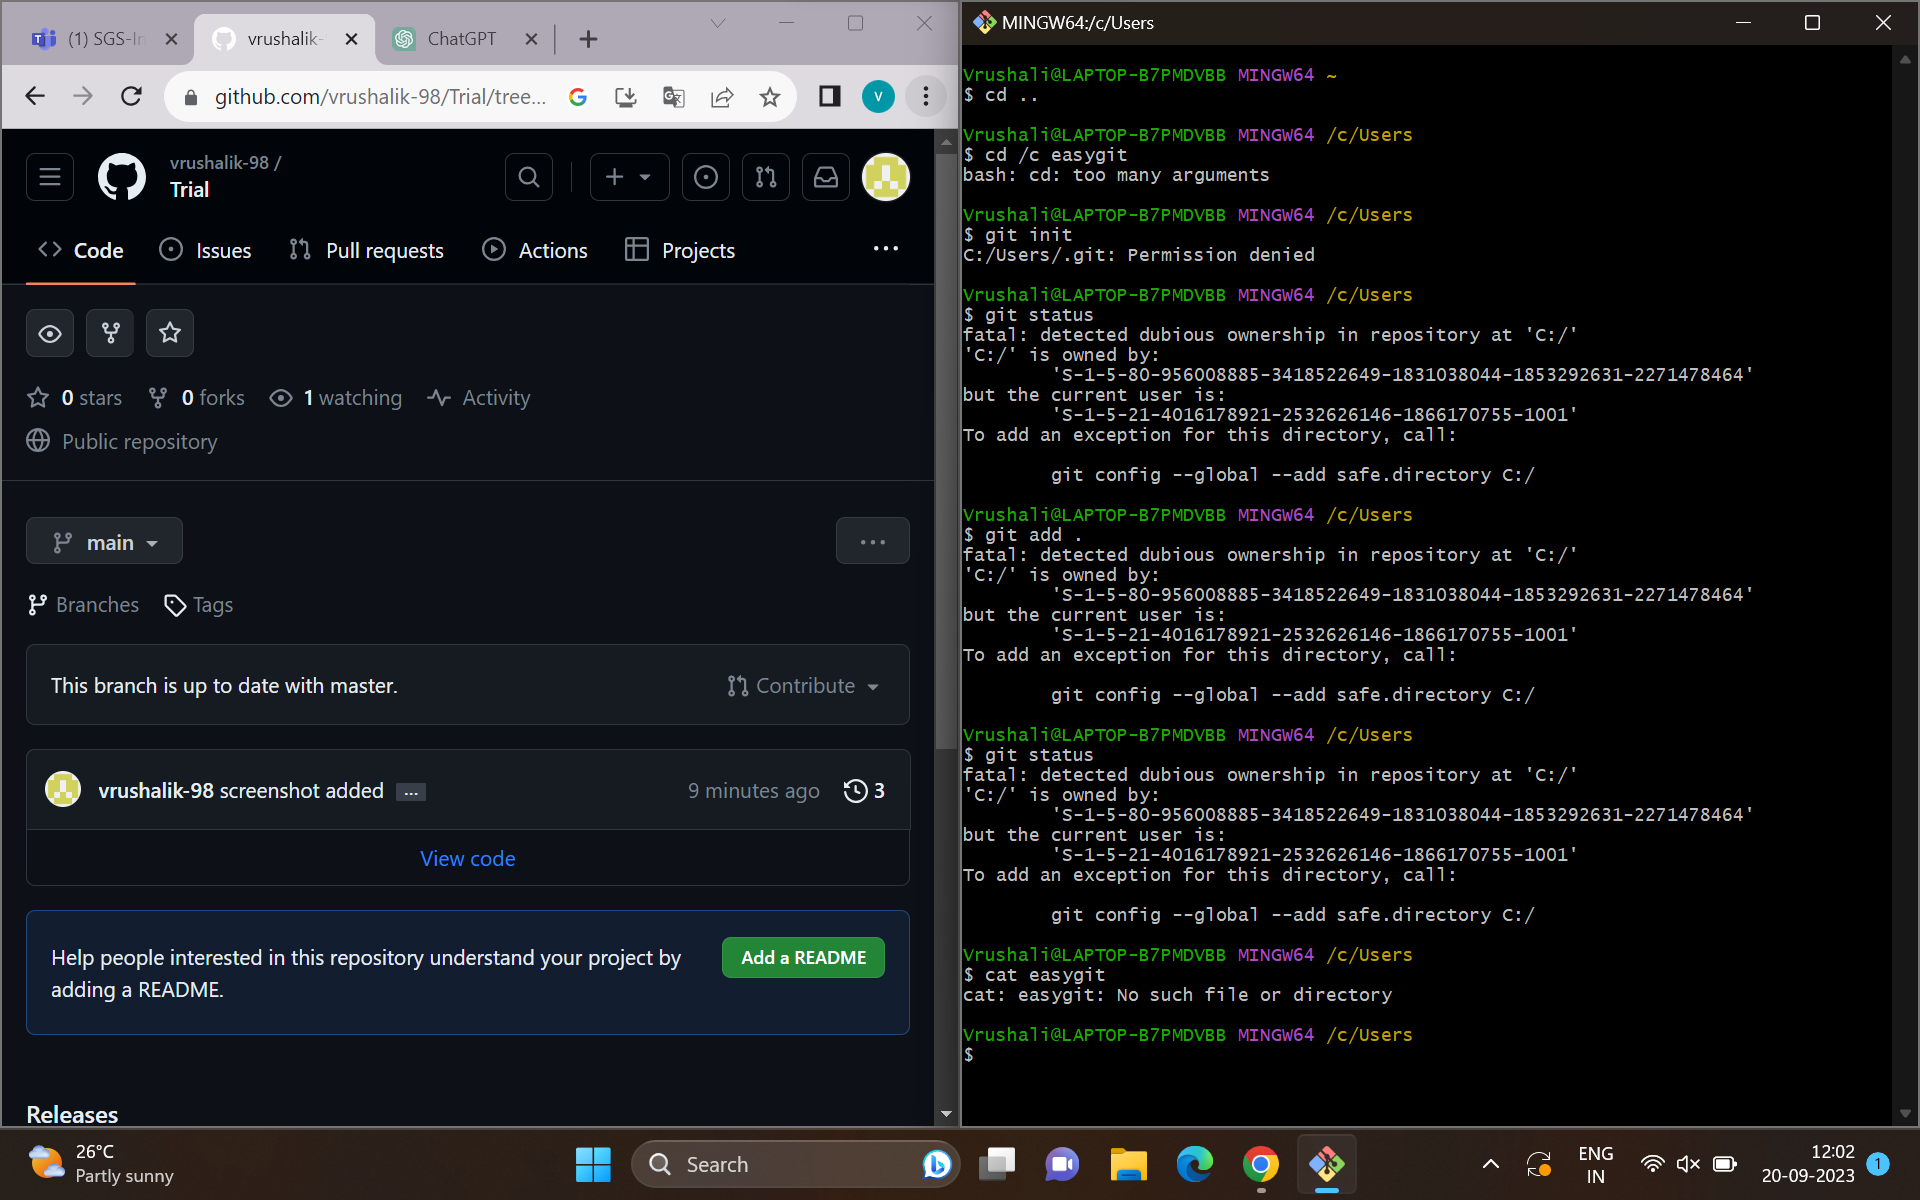 (1) SGS-In
vrushalik-
ChatGPT
github.com/vrushalik-98/Trial/tree...
V
vrushalik-98 /
Trial
Code
Issues
Pull requests
Actions
Projects
0 stars
0 forks
1 watching
Activity
Public repository
main
Branches
Tags
This branch is up to date with master.
Contribute
vrushalik-98 screenshot added ...
9 minutes ago
3
View code
Help people interested in this repository understand your project by
adding a README.
Add a README
Releases
MINGW64:/c/Users
Vrushali@LAPTOP-B7PMDVBB MINGW64 ~
$ cd ..
Vrushali@LAPTOP-B7PMDVBB MINGW64 /c/Users
$ cd /c easygit
bash: cd: too many arguments
Vrushali@LAPTOP-B7PMDVBB MINGW64 /c/Users
$ git init
C:/Users/.git: Permission denied
Vrushali@LAPTOP-B7PMDVBB MINGW64 /c/Users
$ git status
fatal: detected dubious ownership in repository at 'C:/'
'C:/' is owned by:
'S-1-5-80-956008885-3418522649-1831038044-1853292631-2271478464'
but the current user is:
'S-1-5-21-4016178921-2532626146-1866170755-1001'
To add an exception for this directory, call:
git config --global --add safe.directory C:/
Vrushali@LAPTOP-B7PMDVBB MINGW64 /c/Users
$ git add .
fatal: detected dubious ownership in repository at 'C:/'
'C:/' is owned by:
'S-1-5-80-956008885-3418522649-1831038044-1853292631-2271478464'
but the current user is:
'S-1-5-21-4016178921-2532626146-1866170755-1001'
To add an exception for this directory, call:
git config --global --add safe.directory C:/
Vrushali@LAPTOP-B7PMDVBB MINGW64 /c/Users
$ git status
fatal: detected dubious ownership in repository at 'C:/'
'C:/' is owned by:
'S-1-5-80-956008885-3418522649-1831038044-1853292631-2271478464'
but the current user is:
'S-1-5-21-4016178921-2532626146-1866170755-1001'
To add an exception for this directory, call:
git config --global --add safe.directory C:/
Vrushali@LAPTOP-B7PMDVBB MINGW64 /c/Users
$ cat easygit
cat: easygit: No such file or directory
Vrushali@LAPTOP-B7PMDVBB MINGW64 /c/Users
$
26°C
Partly sunny
Search
ENG
IN
12:02
20-09-2023
1